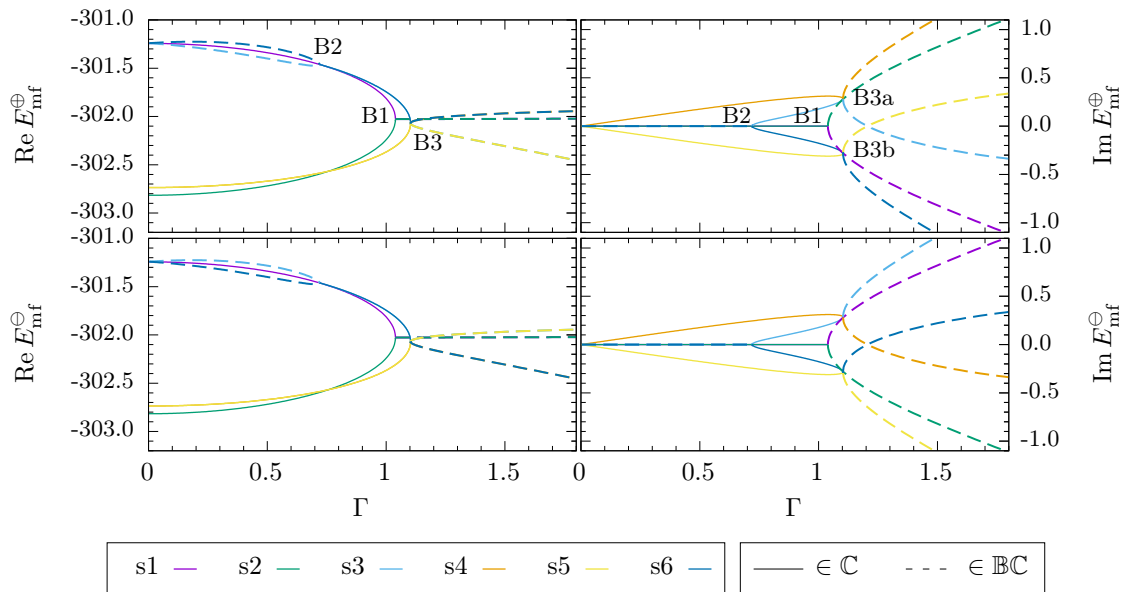 -301.0
-301.5
-302.0
-302.5
-303.0
Re E⊕mf
B2
B1
B3
B2
B1
B3a
B3b
1.0
0.5
0.0
-0.5
-1.0
Im E⊕mf
-301.0
-301.5
-302.0
-302.5
-303.0
Re E⊖mf
1.0
0.5
0.0
-0.5
-1.0
Im E⊖mf
0 0.5 1 1.5
0 0.5 1 1.5
Γ
Γ
s1 s2 s3 s4 s5 s6
∈ ℂ ∈ 𝔹ℂ